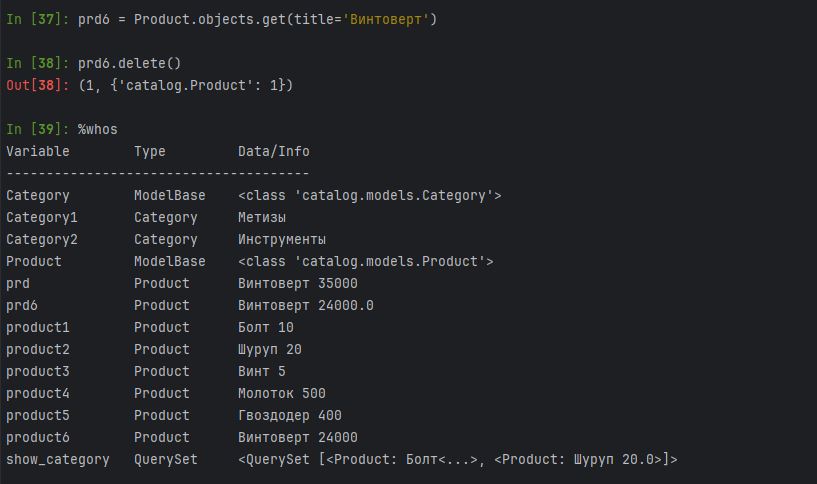 In [37]: prd6 = Product.objects.get(title='Винтоверт')
In [38]: prd6.delete()
Out[38]: (1, {'catalog.Product': 1})
In [39]: %whos
Variable        Type         Data/Info
--------------------------------------
Category        ModelBase    <class 'catalog.models.Category'>
Category1       Category     Метизы
Category2       Category     Инструменты
Product         ModelBase    <class 'catalog.models.Product'>
prd             Product      Винтоверт 35000
prd6            Product      Винтоверт 24000.0
product1        Product      Болт 10
product2        Product      Шуруп 20
product3        Product      Винт 5
product4        Product      Молоток 500
product5        Product      Гвоздодер 400
product6        Product      Винтоверт 24000
show_category   QuerySet     <QuerySet [<Product: Болт<...>, <Product: Шуруп 20.0>]>